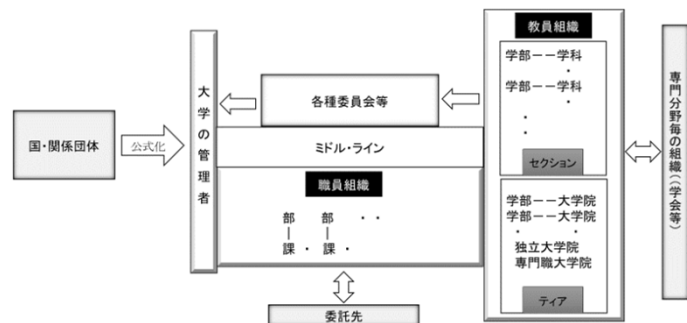 国・関係団体
公式化
大学の管理者
各種委員会等
ミドル・ライン
職員組織
部 部 ・ ・
| |
課 ・ 課 ・
委託先
教員組織
学部ーー学科
・
学部ーー学科
・ ・
・
セクション
学部ーー大学院
学部ーー大学院
・ ・
独立大学院
専門職大学院
ティア
専門分野毎の組織((学会等)